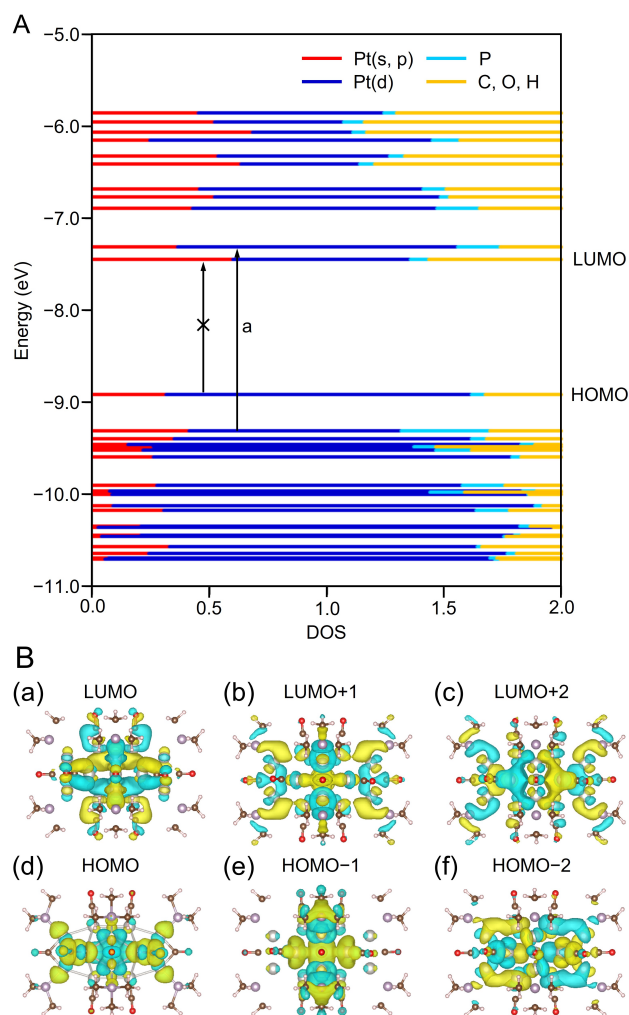 A
−5.0
Pt(s, p) P
Pt(d) C, O, H
−6.0
−7.0
LUMO
−8.0
a
Energy (eV)
HOMO
−9.0
−10.0
−11.0
0.0 0.5 1.0 1.5 2.0
DOS
B
(a) LUMO (b) LUMO+1 (c) LUMO+2
(d) HOMO (e) HOMO−1 (f) HOMO−2